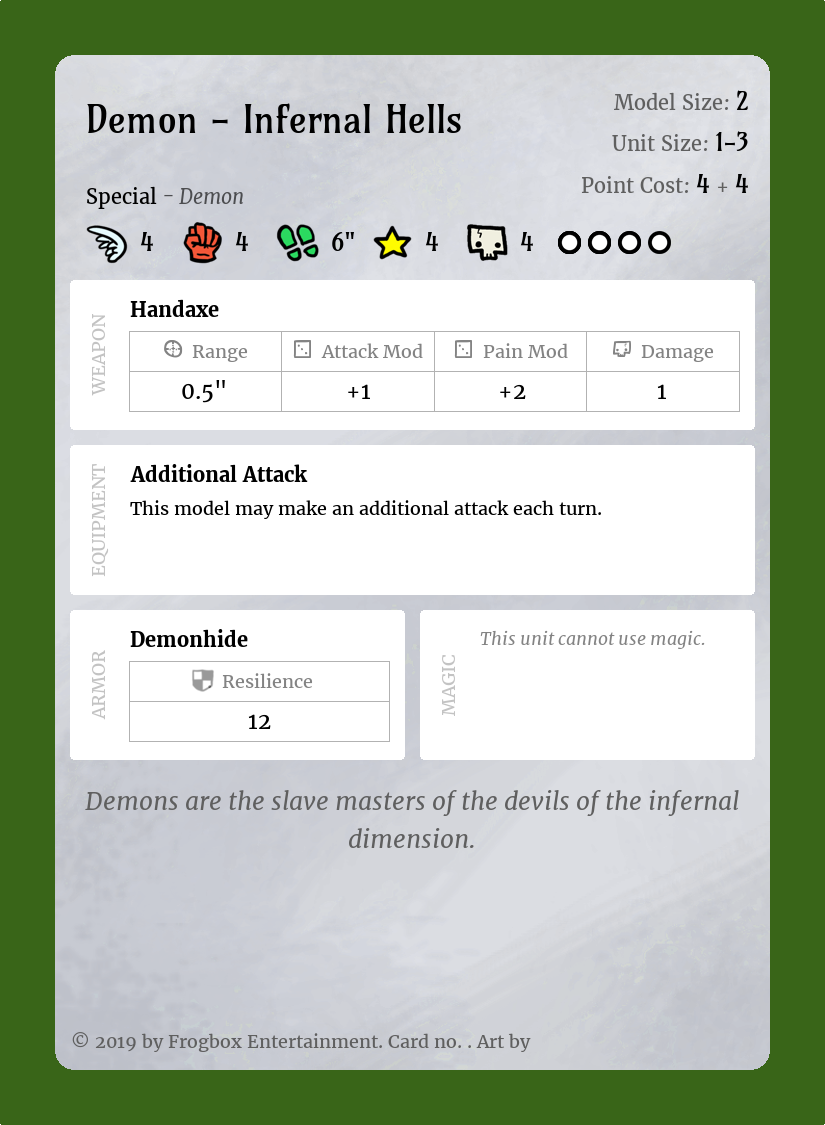 Demon – Infernal Hells
Model Size: 2
Unit Size: 1–3
Point Cost: 4 + 4
Special – Demon
4 4 6" 4 4
WEAPON
Handaxe
Range Attack Mod Pain Mod Damage
0.5" +1 +2 1
EQUIPMENT
Additional Attack
This model may make an additional attack each turn.
ARMOR
Demonhide
Resilience
12
MAGIC
This unit cannot use magic.
Demons are the slave masters of the devils of the infernal
dimension.
© 2019 by Frogbox Entertainment. Card no. . Art by